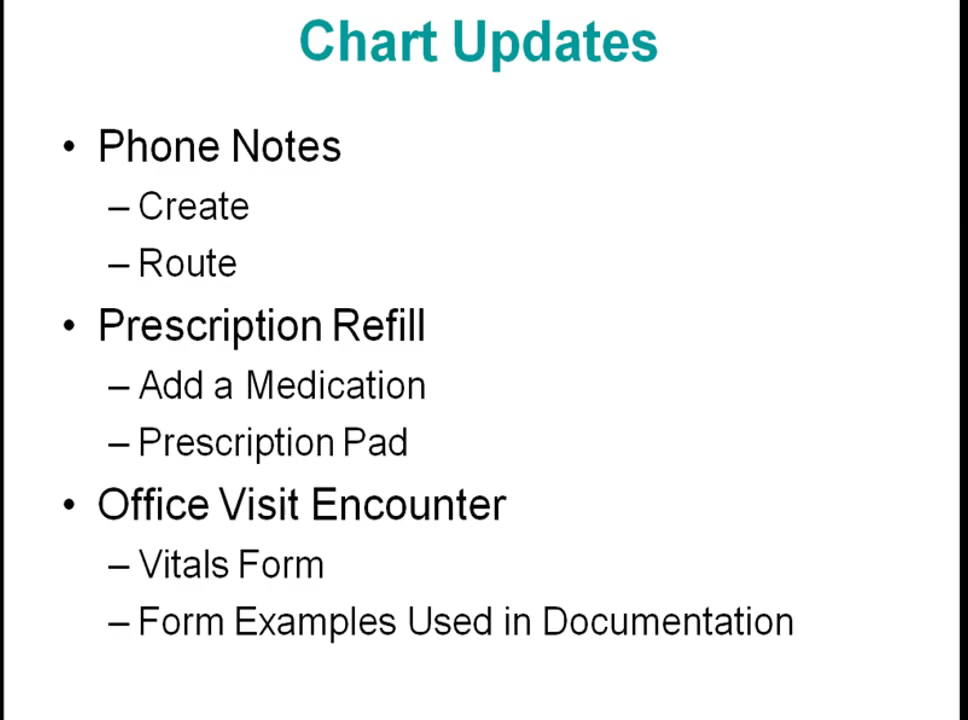 Chart Updates
• Phone Notes
– Create
– Route
• Prescription Refill
– Add a Medication
– Prescription Pad
• Office Visit Encounter
– Vitals Form
– Form Examples Used in Documentation